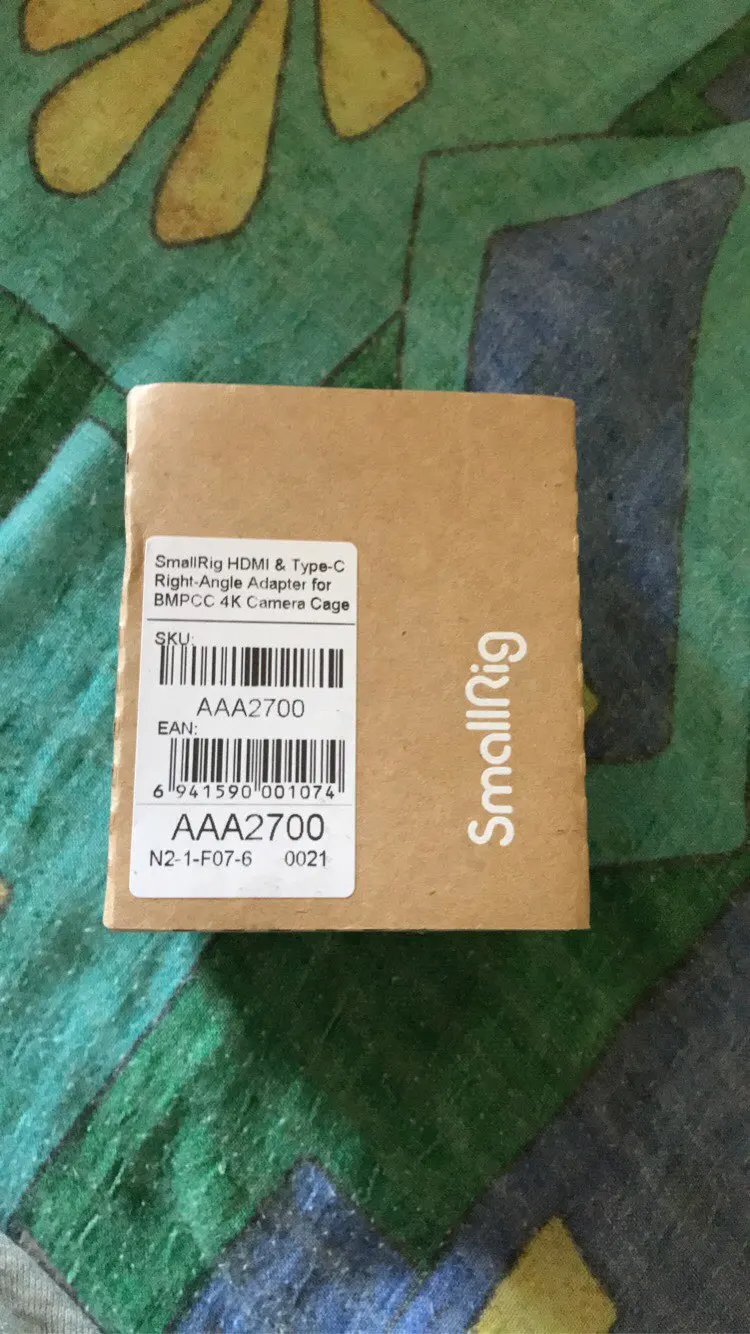 SmallRig HDMI & Type-C
Right-Angle Adapter for
BMPCC 4K Camera Cage
SKU:
AAA2700
EAN:
6 941590 001074
AAA2700
N2-1-F07-6 0021
SmallRig